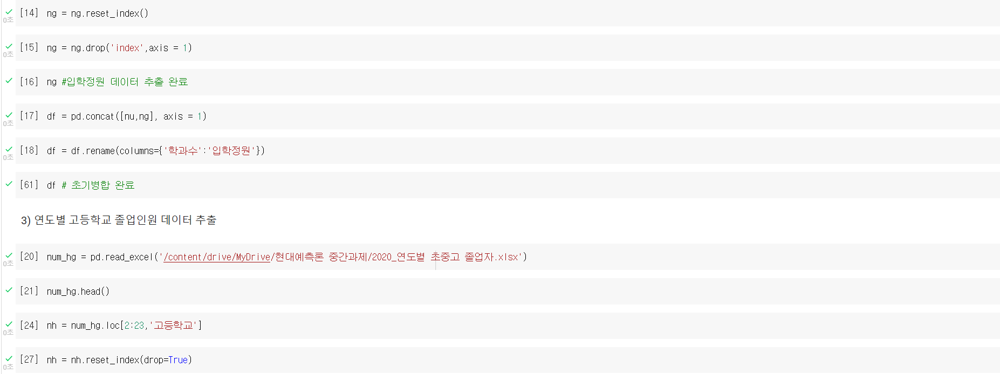 [14] ng = ng.reset_index()
0초
[15] ng = ng.drop('index',axis = 1)
0초
[16] ng #입학정원 데이터 추출 완료
[17] df = pd.concat([nu,ng], axis = 1)
0초
[18] df = df.rename(columns={'학과수':'입학정원'})
0초
[61] df # 초기병합 완료
3) 연도별 고등학교 졸업인원 데이터 추출
[20] num_hg = pd.read_excel('/content/drive/MyDrive/현대예측론 중간과제/2020_연도별 초중고 졸업자.xlsx')
0초
[21] num_hg.head()
[24] nh = num_hg.loc[2:23,'고등학교']
0초
[27] nh = nh.reset_index(drop=True)
0초